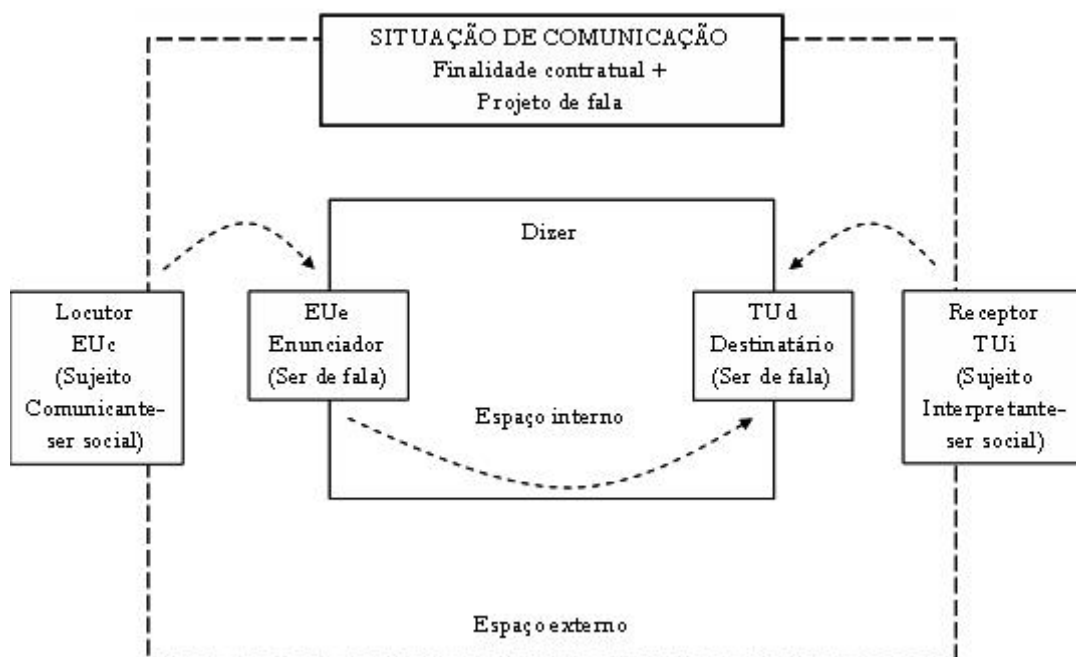 SITUAÇÃO DE COMUNICAÇÃO
Finalidade contratual +
Projeto de fala
Dizer
Locutor
EUc
(Sujeito
Comunicante-
ser social)
EUe
Enunciador
(Ser de fala)
TUd
Destinatário
(Ser de fala)
Receptor
TUi
(Sujeito
Interpretante-
ser social)
Espaço interno
Espaço externo